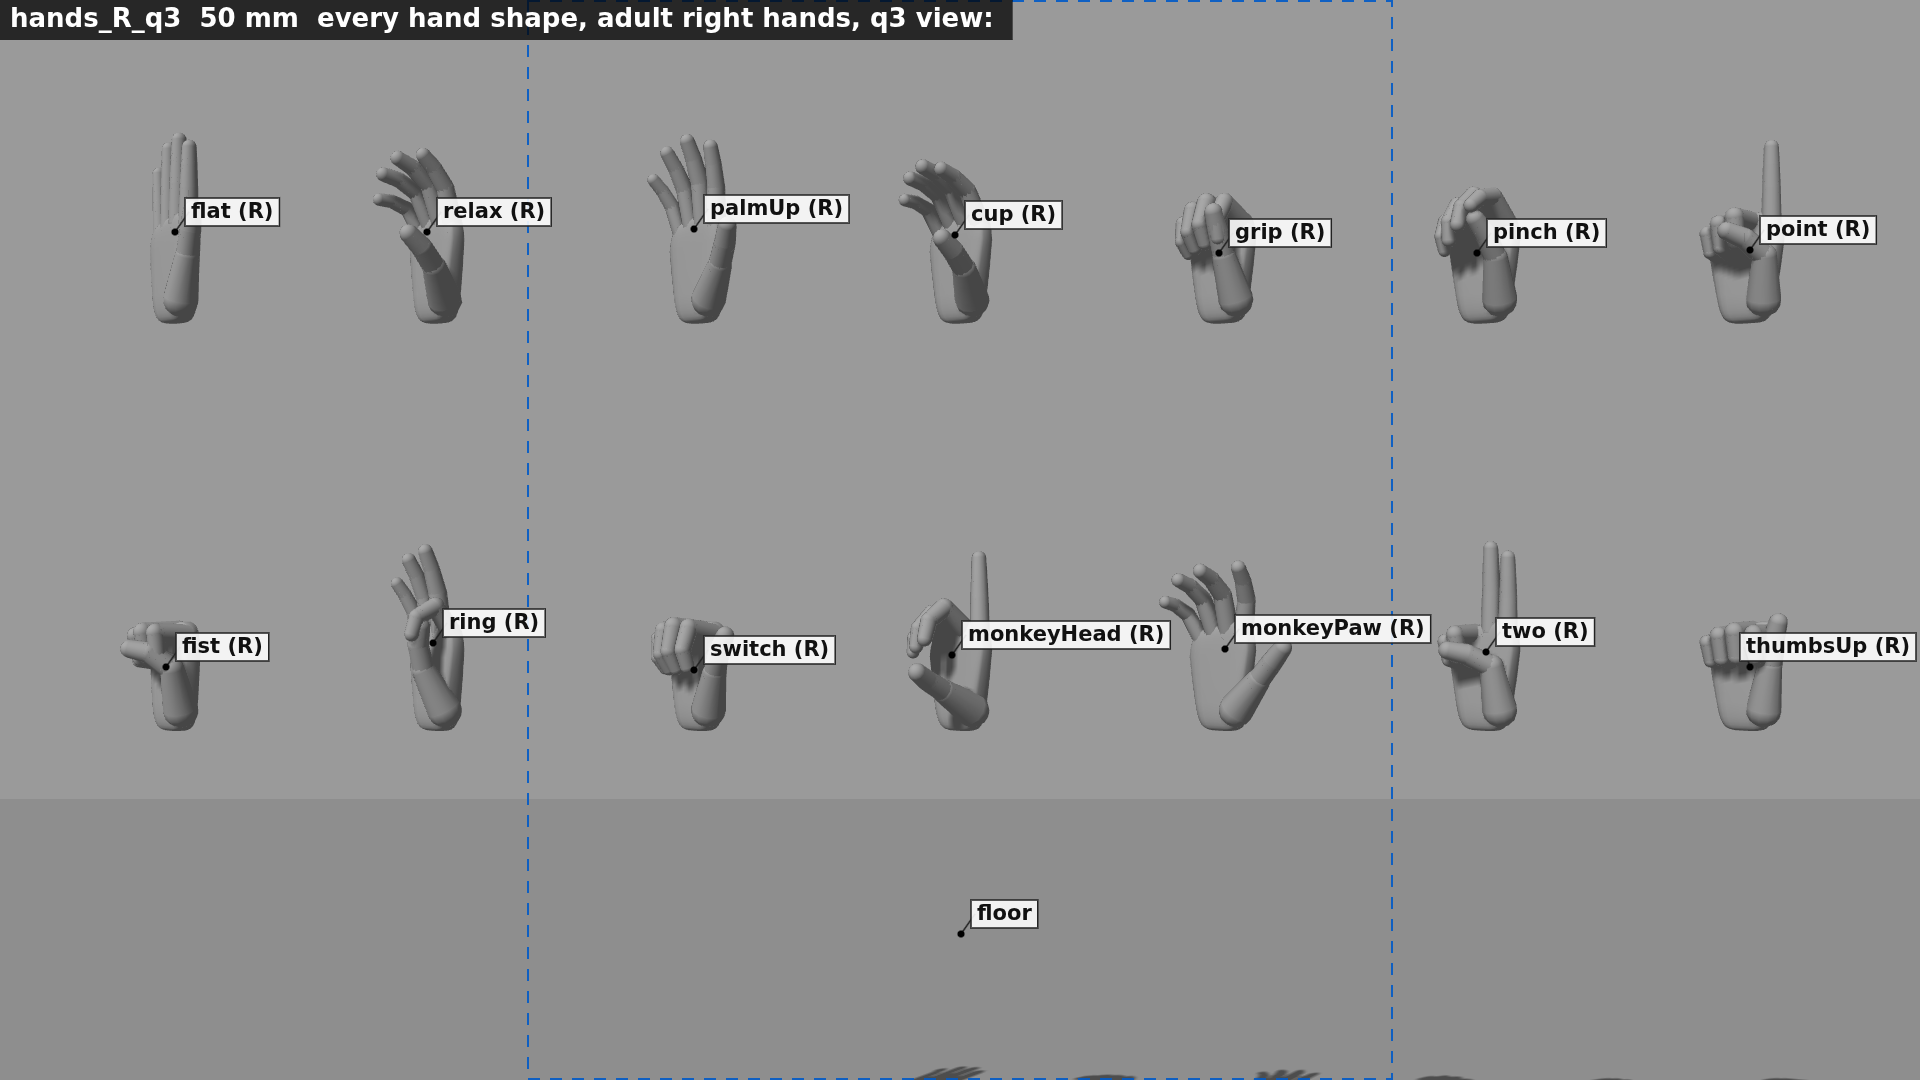 hands_R_q3  50 mm  every hand shape, adult right hands, q3 view:
flat (R)
relax (R)
palmUp (R)
cup (R)
grip (R)
pinch (R)
point (R)
fist (R)
ring (R)
switch (R)
monkeyHead (R)
monkeyPaw (R)
two (R)
thumbsUp (R)
floor